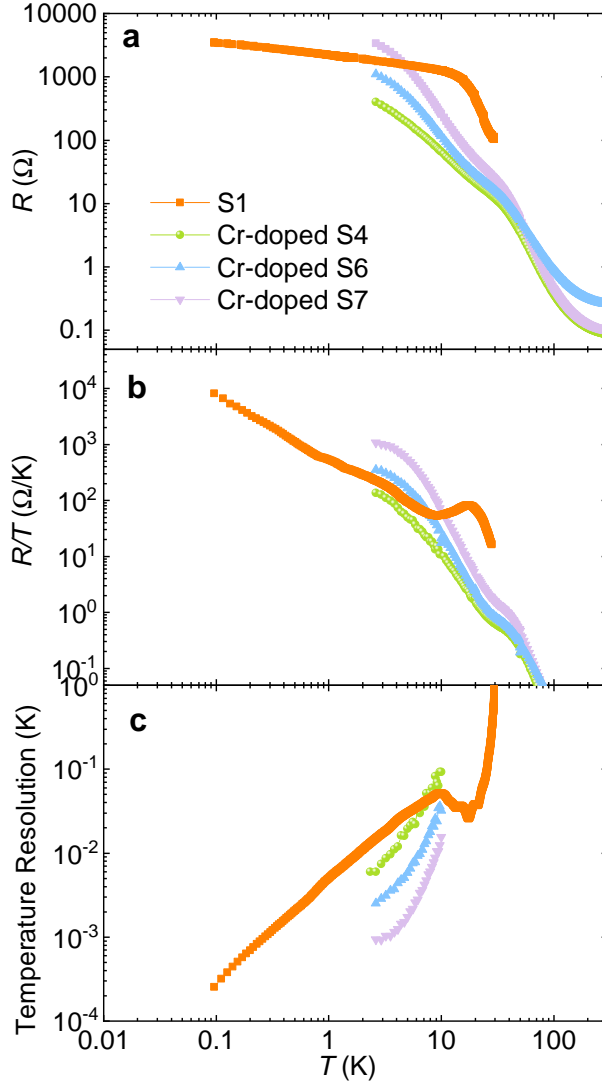 a
10000
1000
100
10
1
0.1
R (Ω)
S1
Cr-doped S4
Cr-doped S6
Cr-doped S7
b
10⁴
10³
10²
10¹
10⁰
10⁻¹
R/T (Ω/K)
c
10⁰
10⁻¹
10⁻²
10⁻³
10⁻⁴
Temperature Resolution (K)
0.01
0.1
1
10
100
T (K)